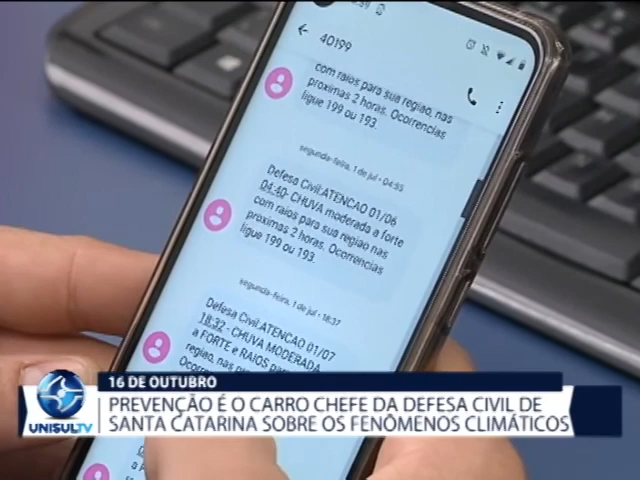 40199
com raios para sua região, nas
proximas 2 horas. Ocorrencias
ligue 199 ou 193.
segunda-feira, 1 de jul • 04:55
Defesa Civil:ATENCAO 01/06
04:40- CHUVA moderada a forte
com raios para sua regiao nas
proximas 2 horas. Ocorrencias
ligue 199 ou 193.
segunda-feira, 1 de jul • 18:37
Defesa Civil:ATENCAO 01/07
18:32 - CHUVA MODERADA
a FORTE e RAIOS
regiao, nas
16 DE OUTUBRO
PREVENÇÃO É O CARRO CHEFE DA DEFESA CIVIL DE
SANTA CATARINA SOBRE OS FENÔMENOS CLIMÁTICOS
UNISULTV